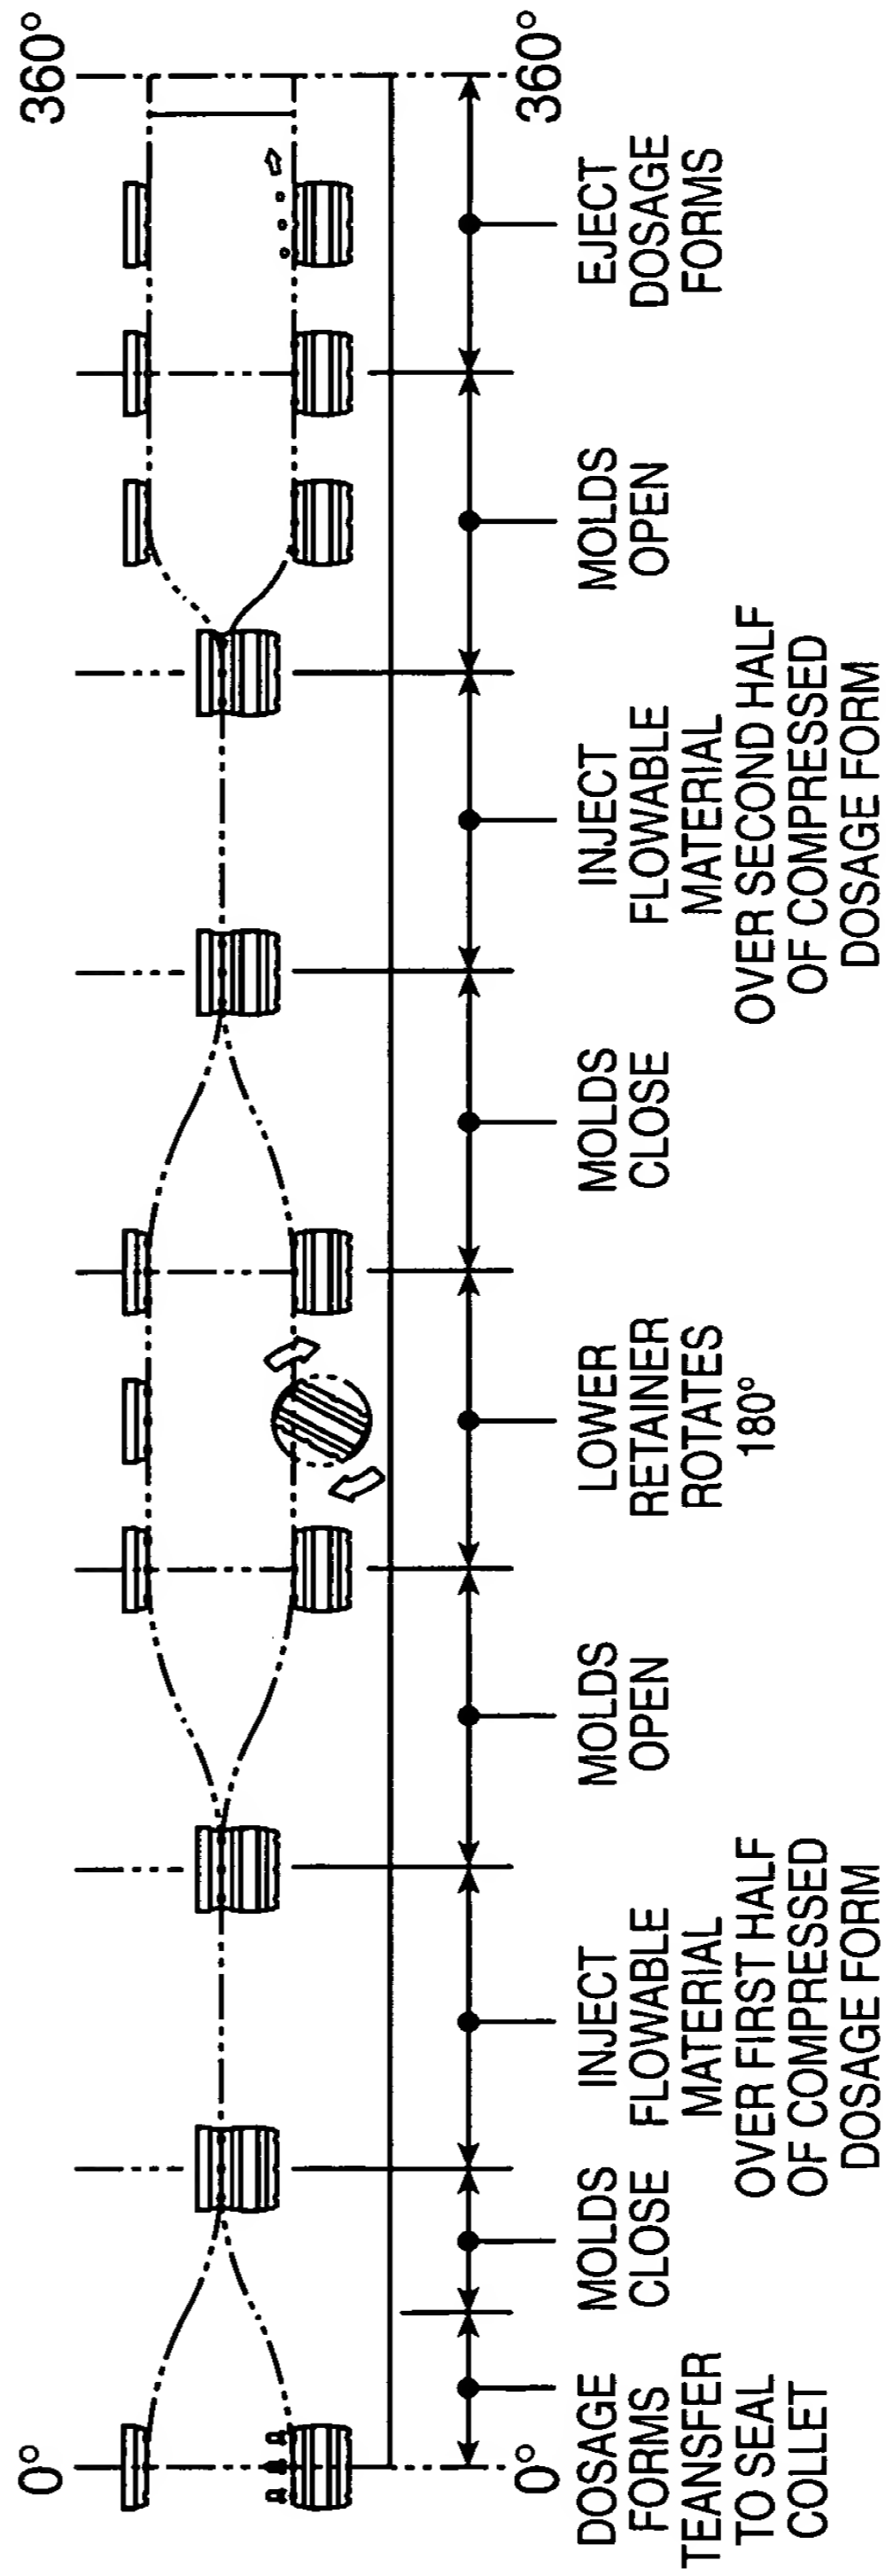 0°
360°
0°
360°
DOSAGE
FORMS
TEANSFER
TO SEAL
COLLET
MOLDS
CLOSE
INJECT
FLOWABLE
MATERIAL
OVER FIRST HALF
OF COMPRESSED
DOSAGE FORM
MOLDS
OPEN
LOWER
RETAINER
ROTATES
180°
MOLDS
CLOSE
INJECT
FLOWABLE
MATERIAL
OVER SECOND HALF
OF COMPRESSED
DOSAGE FORM
MOLDS
OPEN
EJECT
DOSAGE
FORMS